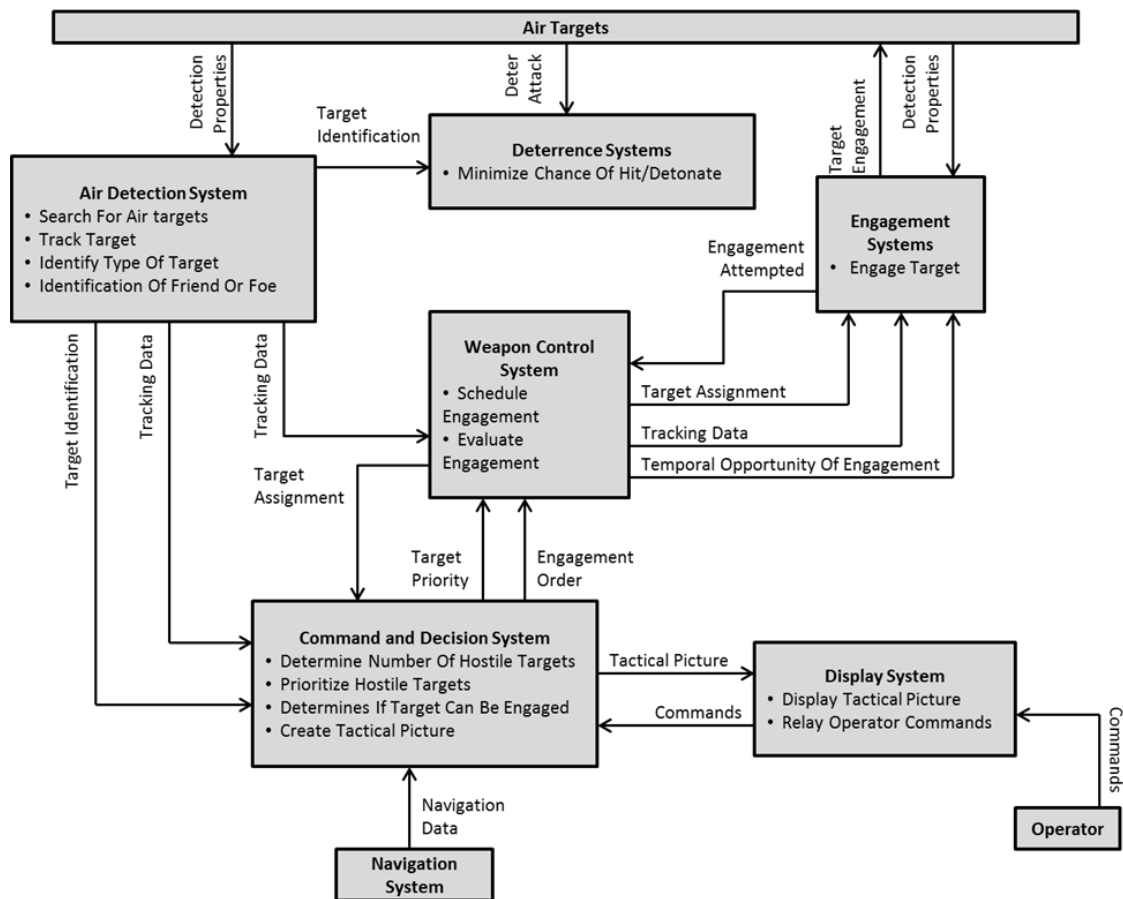 Air Targets
Detection
Properties
Deter
Attack
Target
Engagement
Detection
Properties
Target
Identification
Deterrence Systems
• Minimize Chance Of Hit/Detonate
Air Detection System
• Search For Air targets
• Track Target
• Identify Type Of Target
• Identification Of Friend Or Foe
Engagement
Systems
• Engage Target
Engagement
Attempted
Target Identification
Tracking Data
Tracking Data
Weapon Control
System
• Schedule
Engagement
• Evaluate
Engagement
Target Assignment
Tracking Data
Temporal Opportunity Of Engagement
Target
Assignment
Target
Priority
Engagement
Order
Command and Decision System
• Determine Number Of Hostile Targets
• Prioritize Hostile Targets
• Determines If Target Can Be Engaged
• Create Tactical Picture
Tactical Picture
Commands
Display System
• Display Tactical Picture
• Relay Operator Commands
Commands
Operator
Navigation
Data
Navigation
System